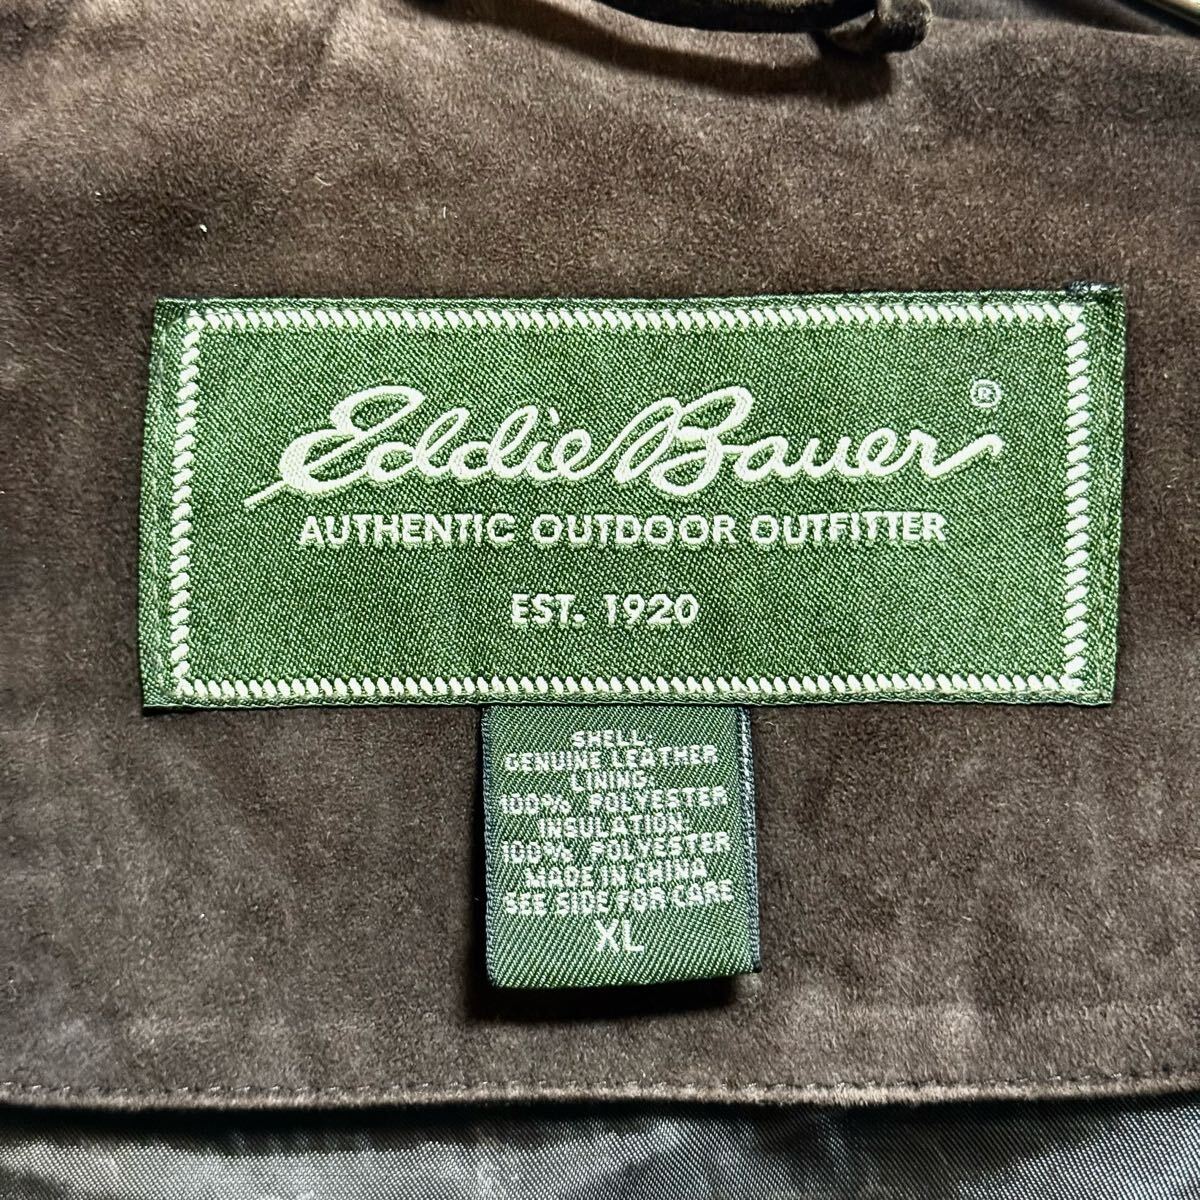 Eddie Bauer®
AUTHENTIC OUTDOOR OUTFITTER
EST. 1920
SHELL,
GENUINE LEATHER
LINING,
100% POLYESTER
INSULATION,
100% POLYESTER
MADE IN CHINA
SEE SIDE FOR CARE
XL